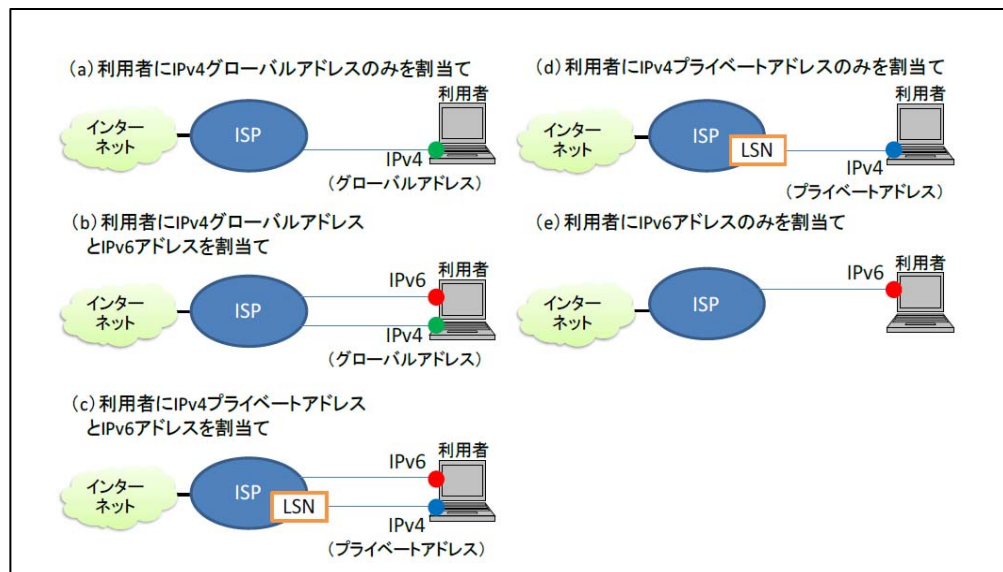 (a)利用者にIPv4グローバルアドレスのみを割当て
利用者
インター
ネット
ISP
IPv4
(グローバルアドレス)
(b)利用者にIPv4グローバルアドレス
とIPv6アドレスを割当て
IPv6
利用者
インター
ネット
ISP
IPv4
(グローバルアドレス)
(c)利用者にIPv4プライベートアドレス
とIPv6アドレスを割当て
IPv6
利用者
インター
ネット
ISP
LSN
IPv4
(プライベートアドレス)
(d)利用者にIPv4プライベートアドレスのみを割当て
利用者
インター
ネット
ISP
LSN
IPv4
(プライベートアドレス)
(e)利用者にIPv6アドレスのみを割当て
IPv6
利用者
インター
ネット
ISP